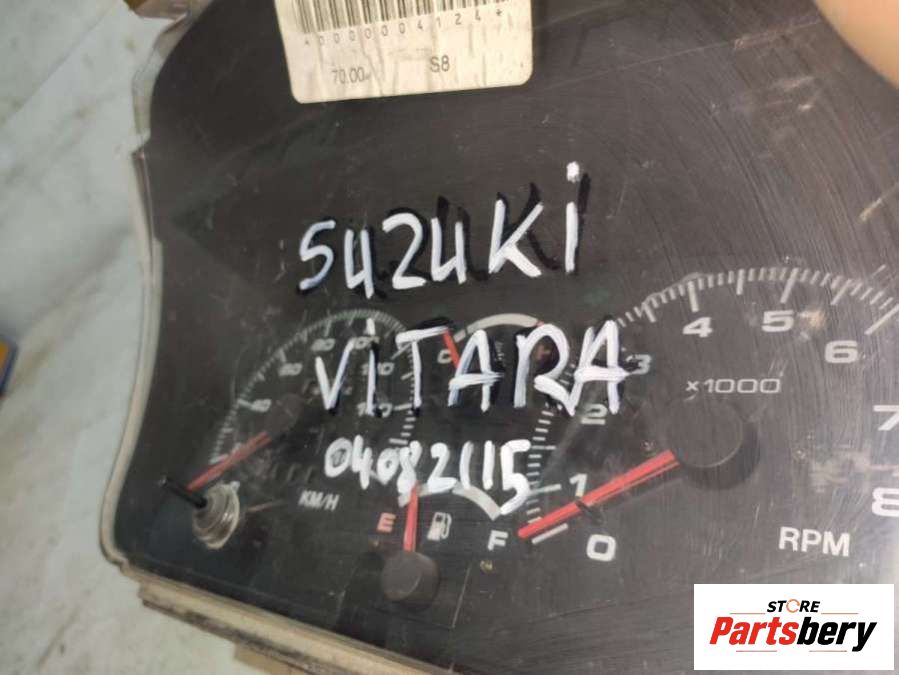 *0000004124*
70.00
S8
SUZUKi
VITARA
04082115
KM/H
C
E
F
0
1
2
3
4
5
6
7
8
x1000
RPM
STORE
Partsbery